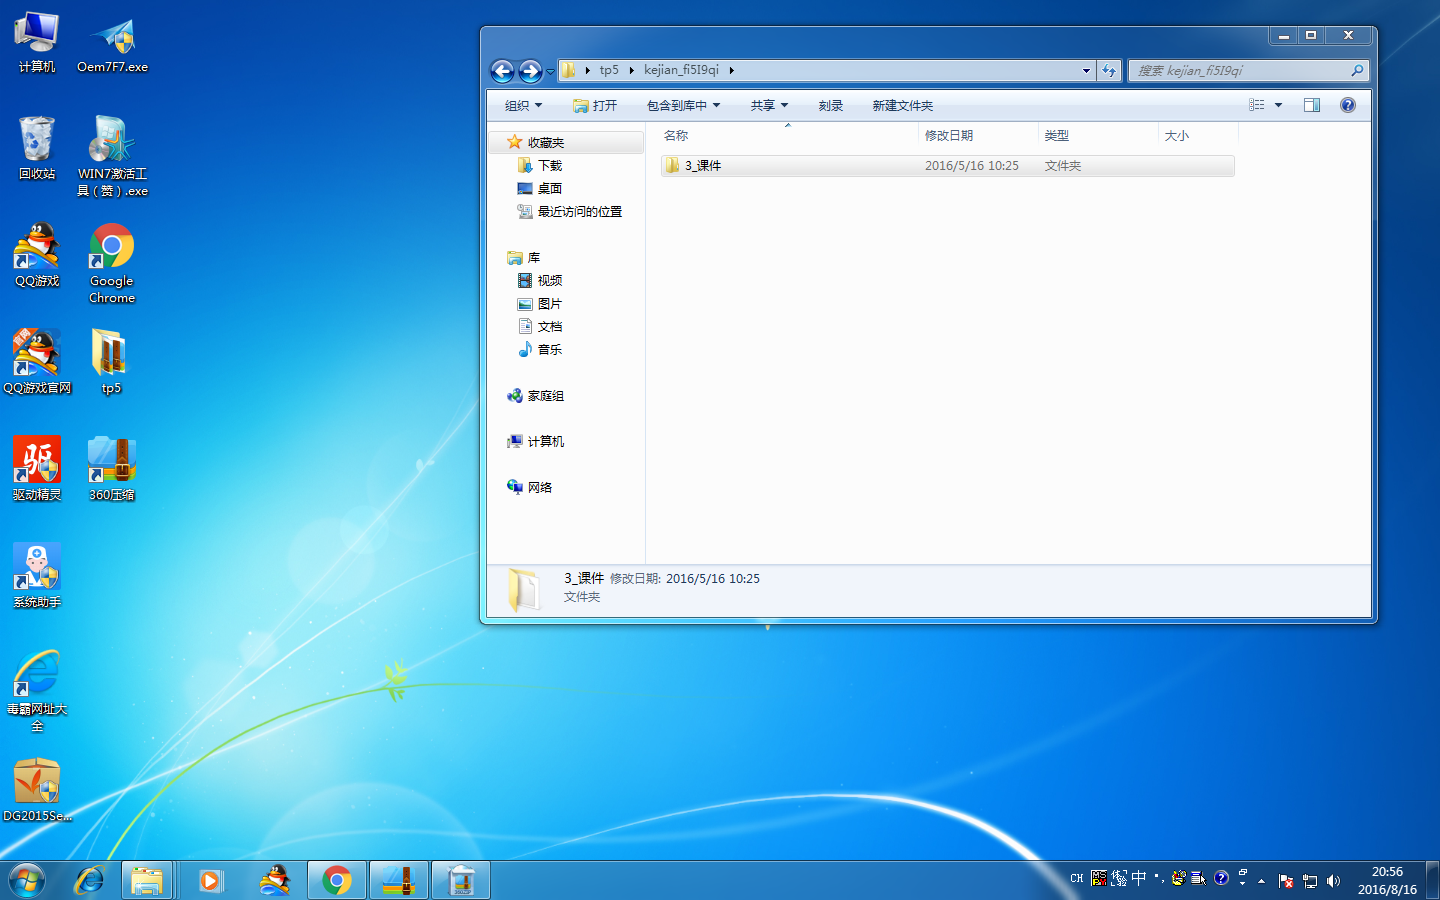 计算机
Oem7F7.exe
回收站
WIN7激活工
具（赞）.exe
QQ游戏
Google
Chrome
官网
QQ游戏官网
tp5
驱
驱动精灵
360压缩
系统助手
毒霸网址大
全
DG2015Se...
tp5
kejian_fi5I9qi
搜索 kejian_fi5I9qi
组织
打开
包含到库中
共享
刻录
新建文件夹
收藏夹
下载
桌面
最近访问的位置
库
视频
图片
文档
音乐
家庭组
计算机
网络
名称
修改日期
类型
大小
3_课件
2016/5/16 10:25
文件夹
3_课件 修改日期: 2016/5/16 10:25
文件夹
CH
中
20:56
2016/8/16